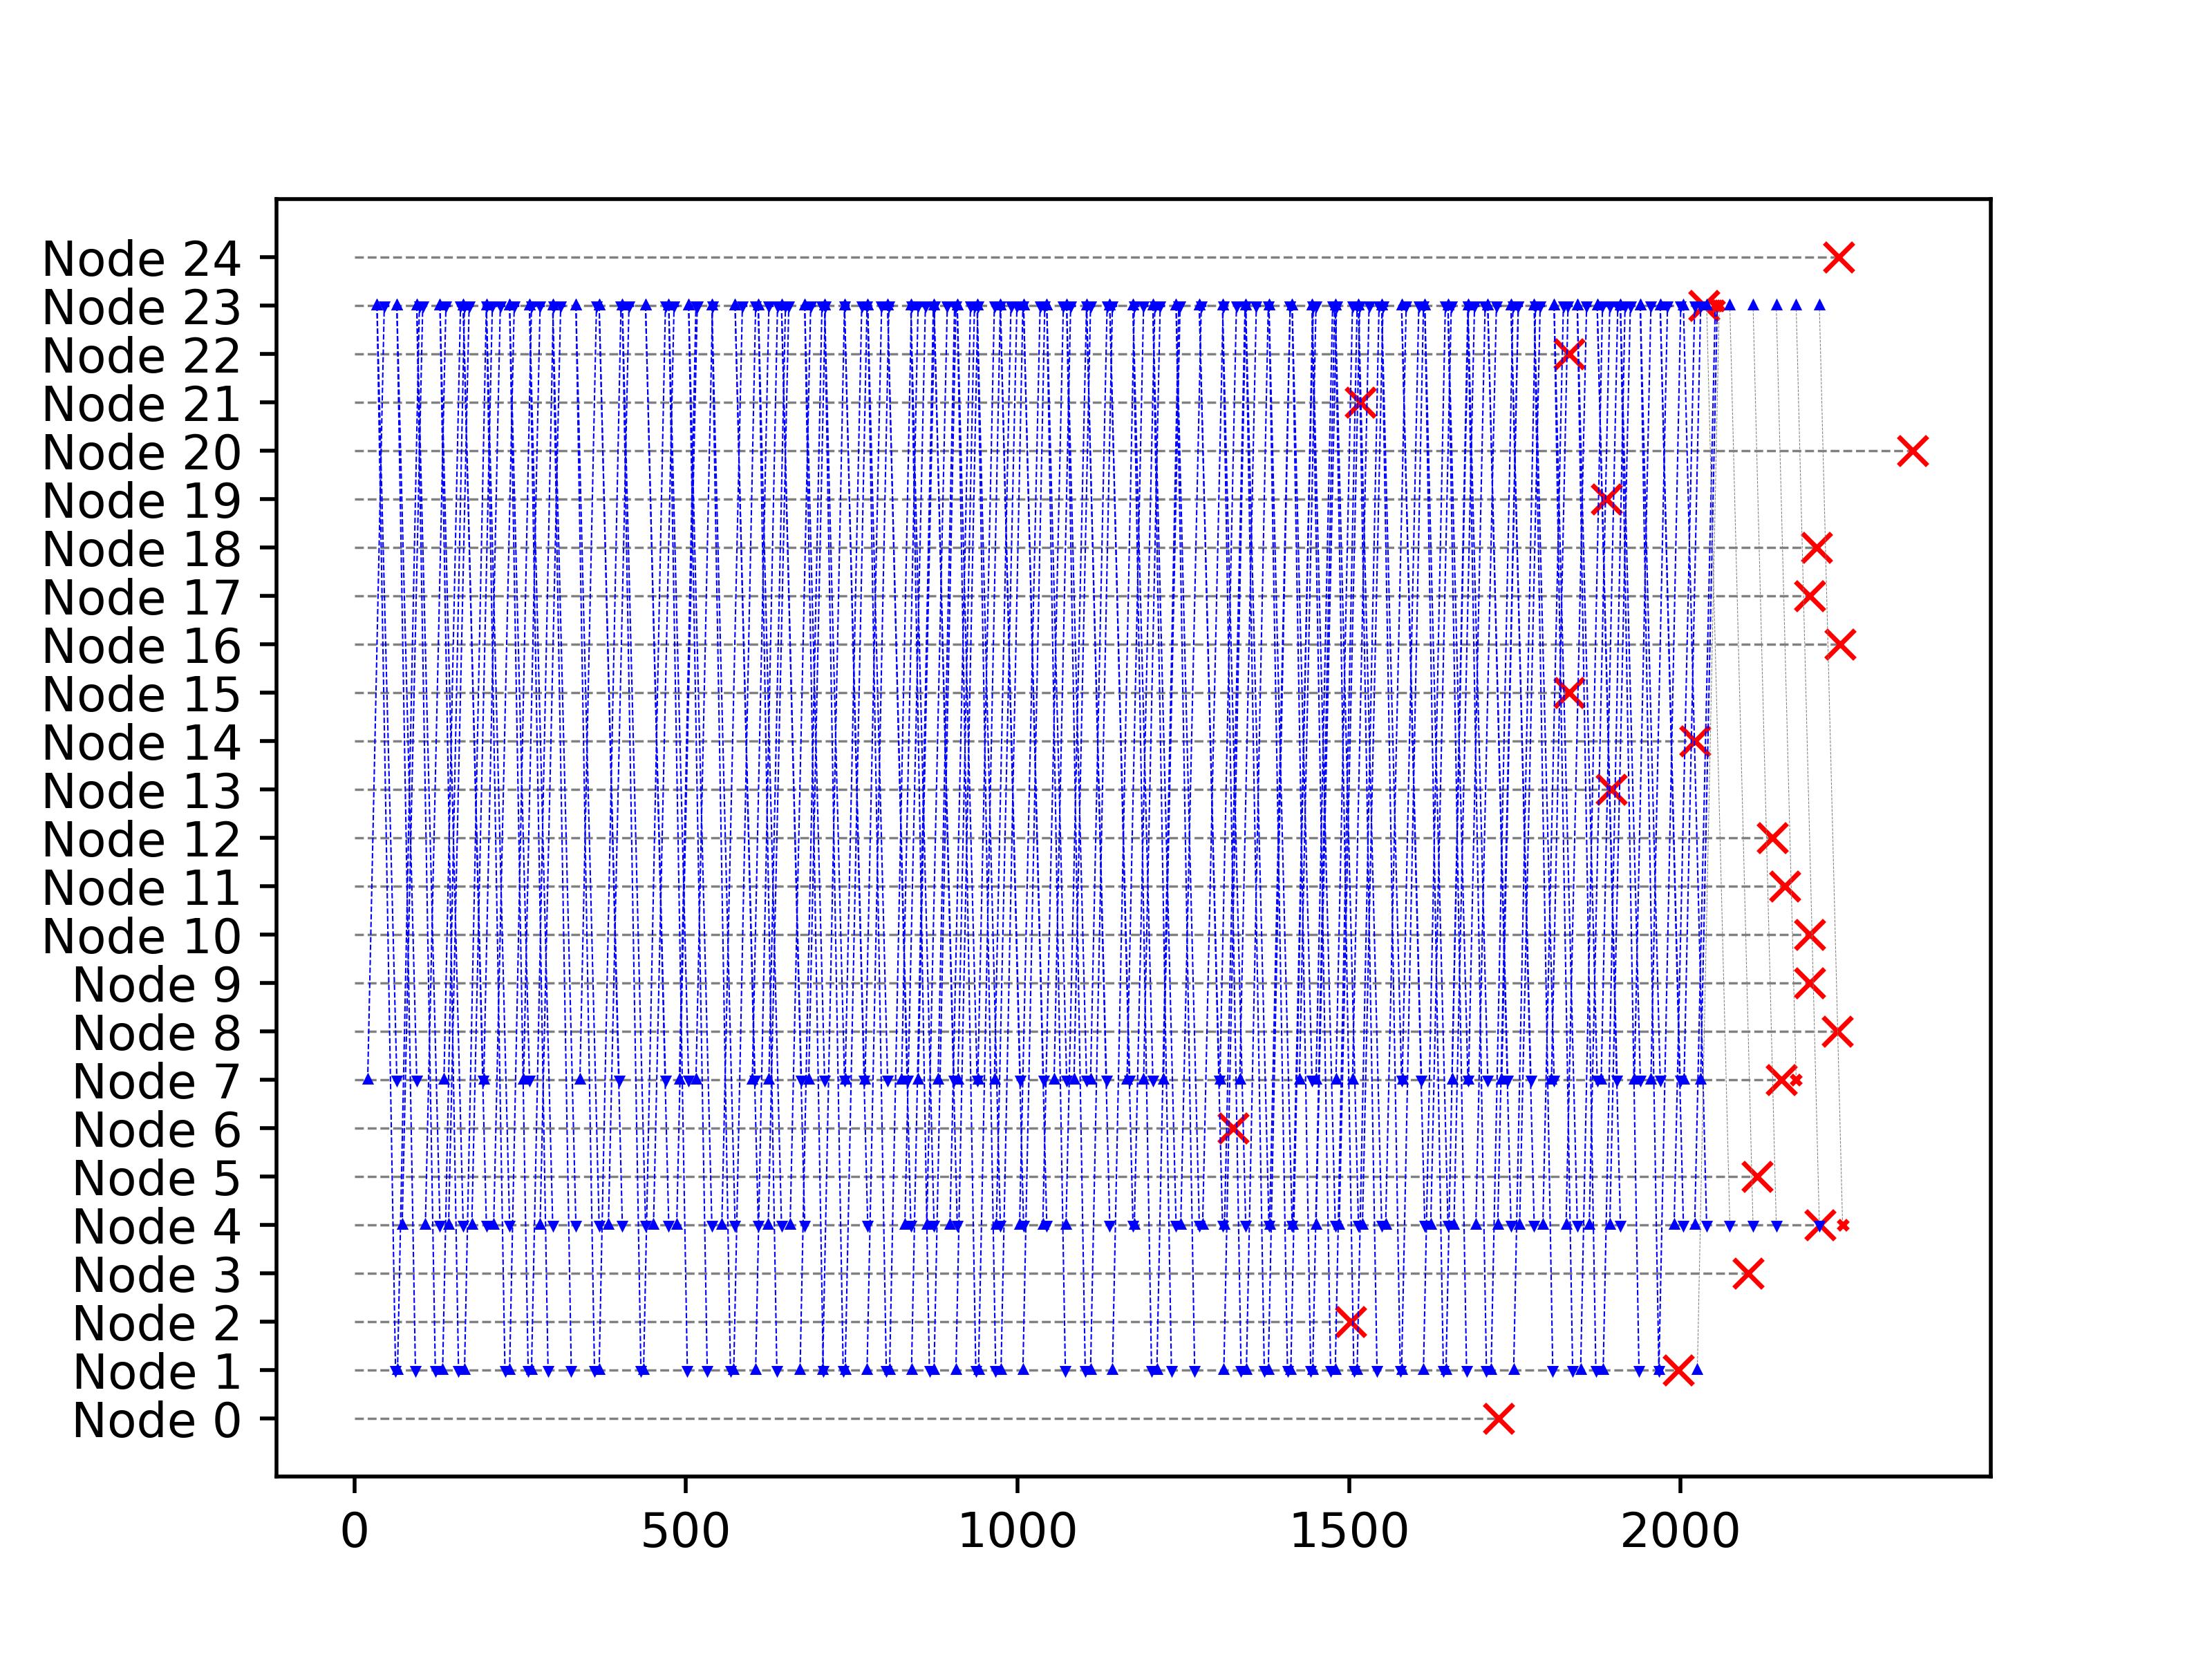 Node 24
Node 23
Node 22
Node 21
Node 20
Node 19
Node 18
Node 17
Node 16
Node 15
Node 14
Node 13
Node 12
Node 11
Node 10
Node 9
Node 8
Node 7
Node 6
Node 5
Node 4
Node 3
Node 2
Node 1
Node 0
0 500 1000 1500 2000